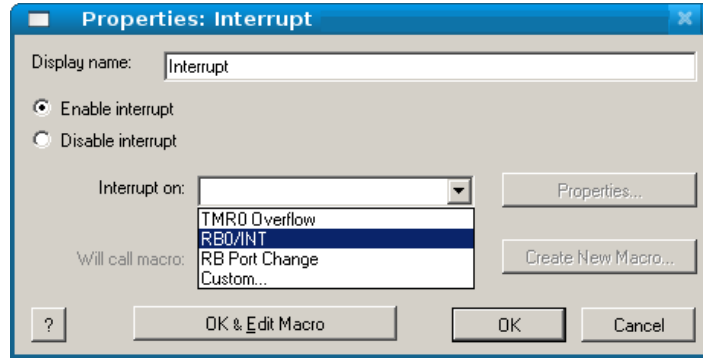 Properties: Interrupt
Display name: Interrupt
Enable interrupt
Disable interrupt
Interrupt on:
Properties...
TMR0 Overflow
RB0/INT
RB Port Change
Custom...
Will call macro:
Create New Macro...
?
OK & Edit Macro
OK
Cancel